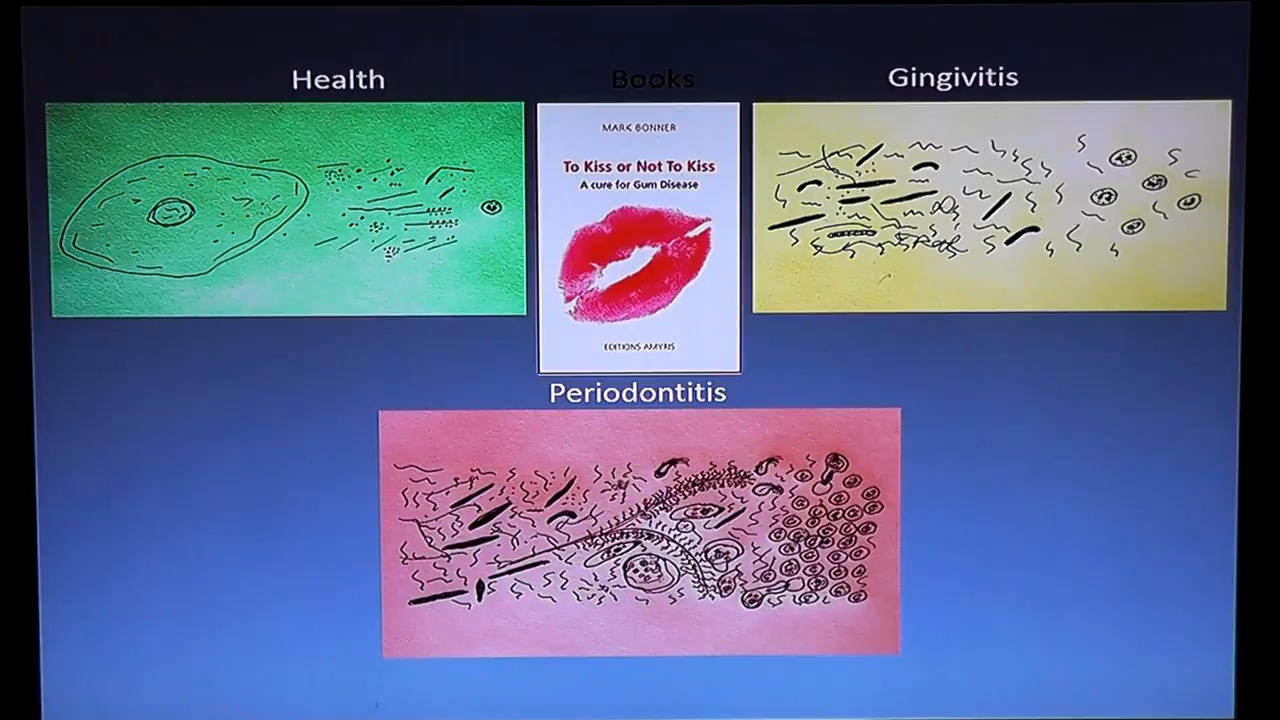 Health
Books
Gingivitis
MARK BONNER
To Kiss or Not To Kiss
A cure for Gum Disease
EDITIONS AMYRIS
Periodontitis